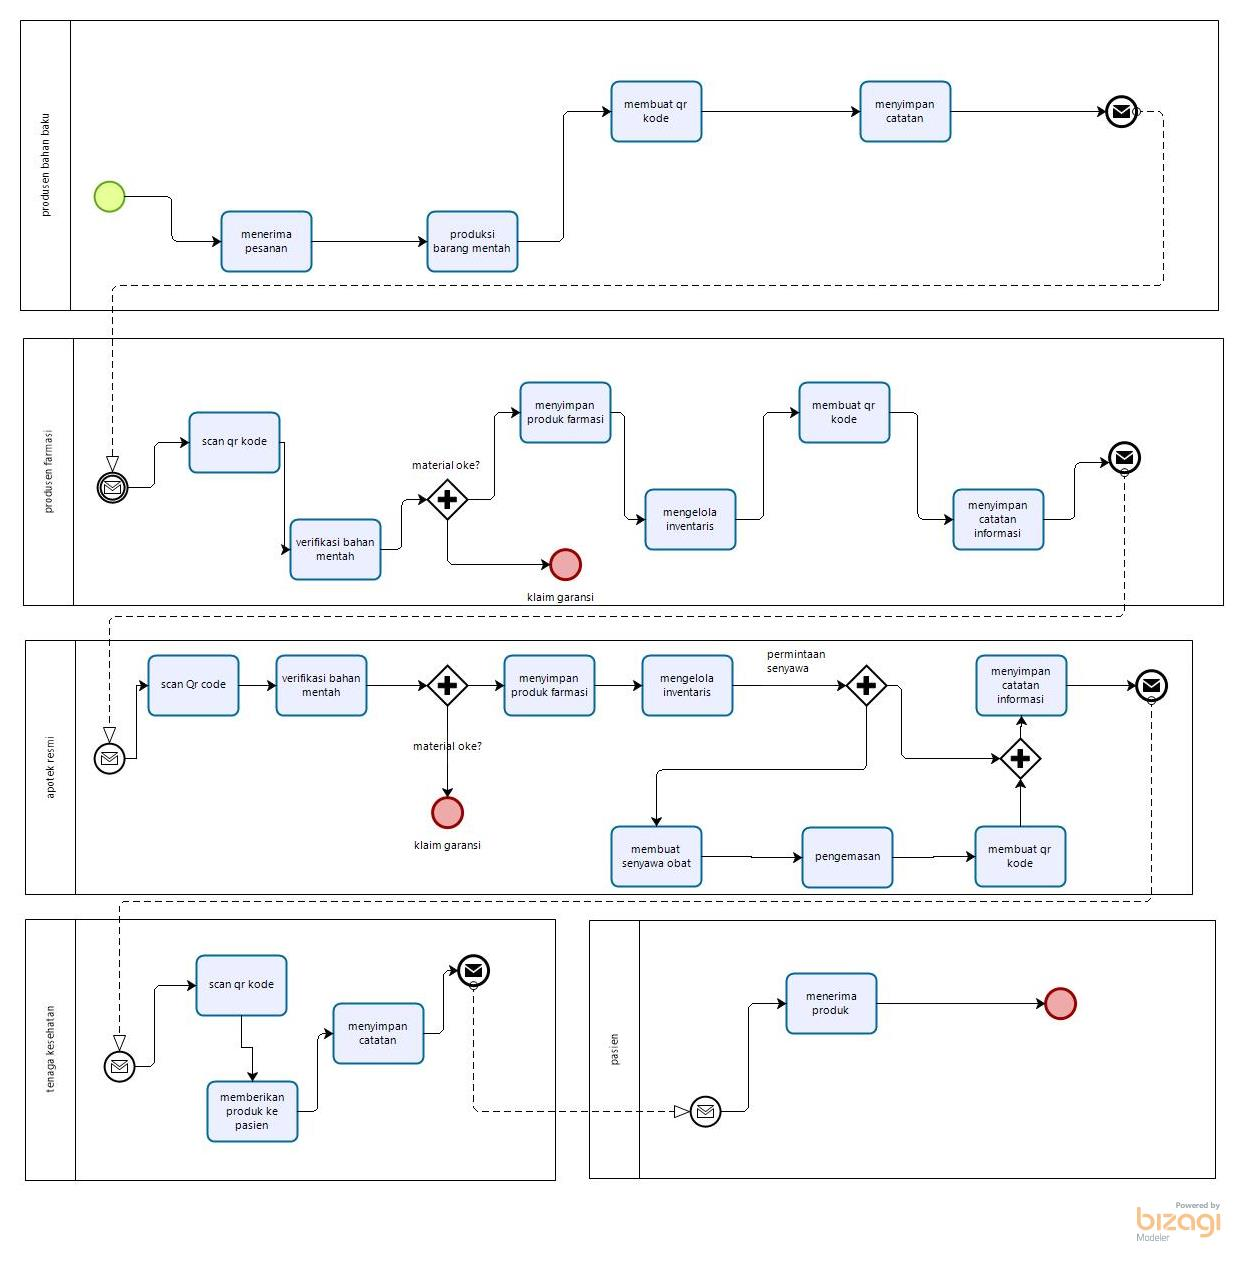 produsen bahan baku
membuat qr
kode
menyimpan
catatan
menerima
pesanan
produksi
barang mentah
produsen farmasi
scan qr kode
verifikasi bahan
mentah
material oke?
menyimpan
produk farmasi
klaim garansi
mengelola
inventaris
membuat qr
kode
menyimpan
catatan
informasi
apotek resmi
scan Qr code
verifikasi bahan
mentah
material oke?
klaim garansi
menyimpan
produk farmasi
mengelola
inventaris
permintaan
senyawa
menyimpan
catatan
informasi
membuat
senyawa obat
pengemasan
membuat qr
kode
tenaga kesehatan
scan qr kode
memberikan
produk ke
pasien
menyimpan
catatan
pasien
menerima
produk
Powered by
bizagi
Modeler